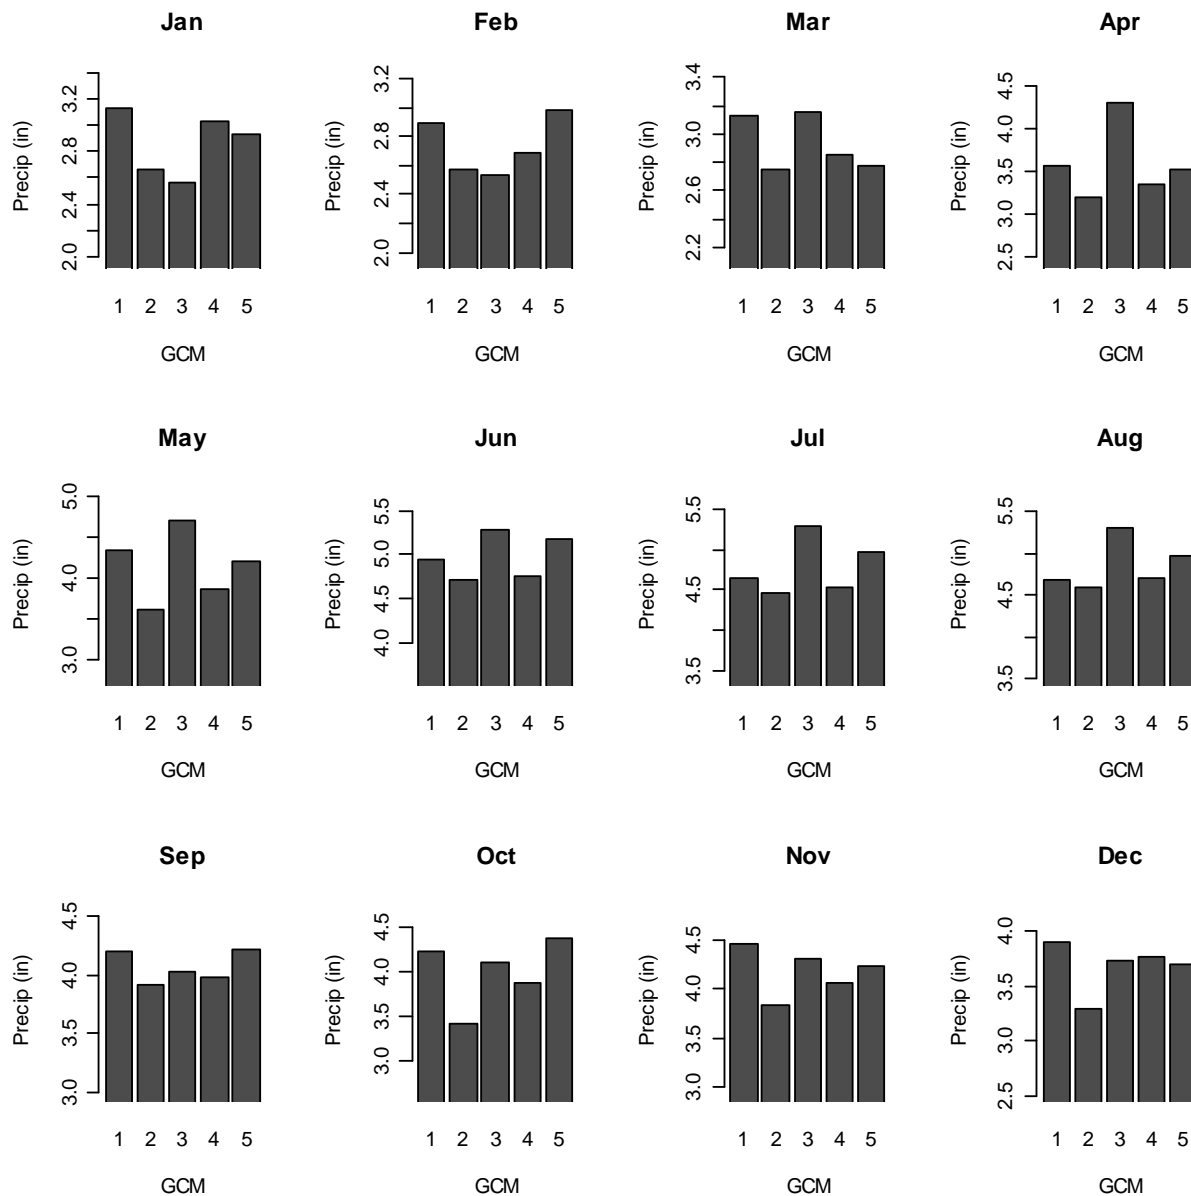 Jan Feb Mar Apr
Precip (in) 2.0 2.4 2.8 3.2
Precip (in) 2.0 2.4 2.8 3.2
Precip (in) 2.2 2.6 3.0 3.4
Precip (in) 2.5 3.0 3.5 4.0 4.5
1 2 3 4 5 1 2 3 4 5 1 2 3 4 5 1 2 3 4 5
GCM GCM GCM GCM
May Jun Jul Aug
Precip (in) 3.0 4.0 5.0
Precip (in) 4.0 4.5 5.0 5.5
Precip (in) 3.5 4.5 5.5
Precip (in) 3.5 4.5 5.5
1 2 3 4 5 1 2 3 4 5 1 2 3 4 5 1 2 3 4 5
GCM GCM GCM GCM
Sep Oct Nov Dec
Precip (in) 3.0 3.5 4.0 4.5
Precip (in) 3.0 3.5 4.0 4.5
Precip (in) 3.0 3.5 4.0 4.5
Precip (in) 2.5 3.0 3.5 4.0
1 2 3 4 5 1 2 3 4 5 1 2 3 4 5 1 2 3 4 5
GCM GCM GCM GCM